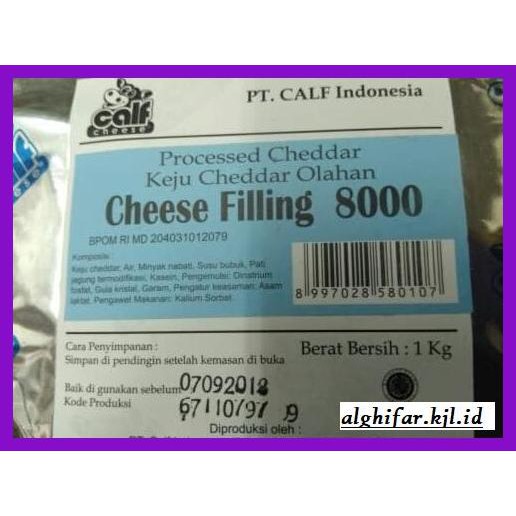 calf
cheese
PT. CALF Indonesia
Processed Cheddar
Keju Cheddar Olahan
Cheese Filling 8000
BPOM RI MD 204031012079
Komposisi
Keju cheddar, Air, Minyak nabati, Susu bubuk, Pati
jagung termodifikasi, Kasein, Pengemulsi: Dinatrium
fosfat, Gula kristal, Garam, Pengatur keasaman: Asam
laktat, Pengawet Makanan: Kalium Sorbat.
8 997028 580107
Cara Penyimpanan :
Simpan di pendingin setelah kemasan di buka
Berat Bersih : 1 Kg
Baik di gunakan sebelum 07092018
Kode Produksi 67110797 9
Diproduksi oleh :
alghifar.kjl.id